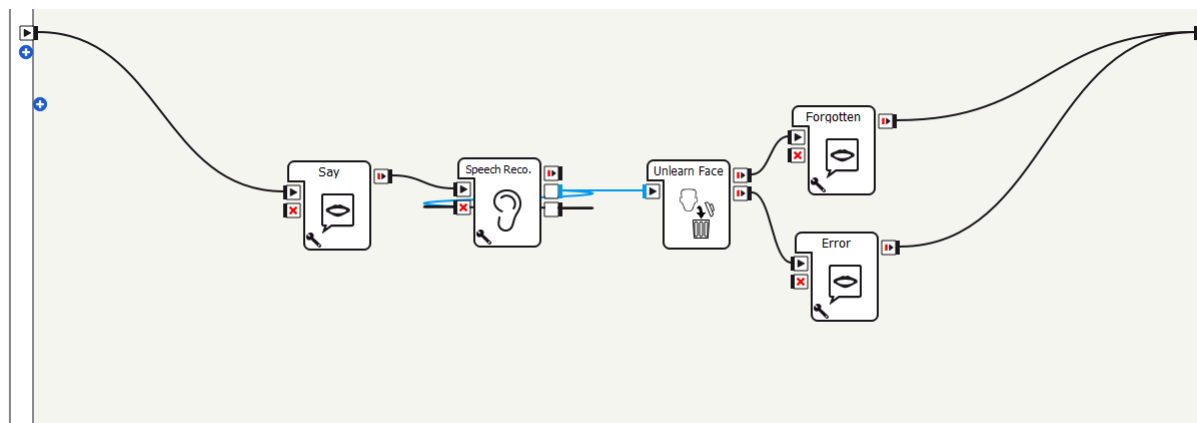 Say
Speech Reco.
Unlearn Face
Forgotten
Error